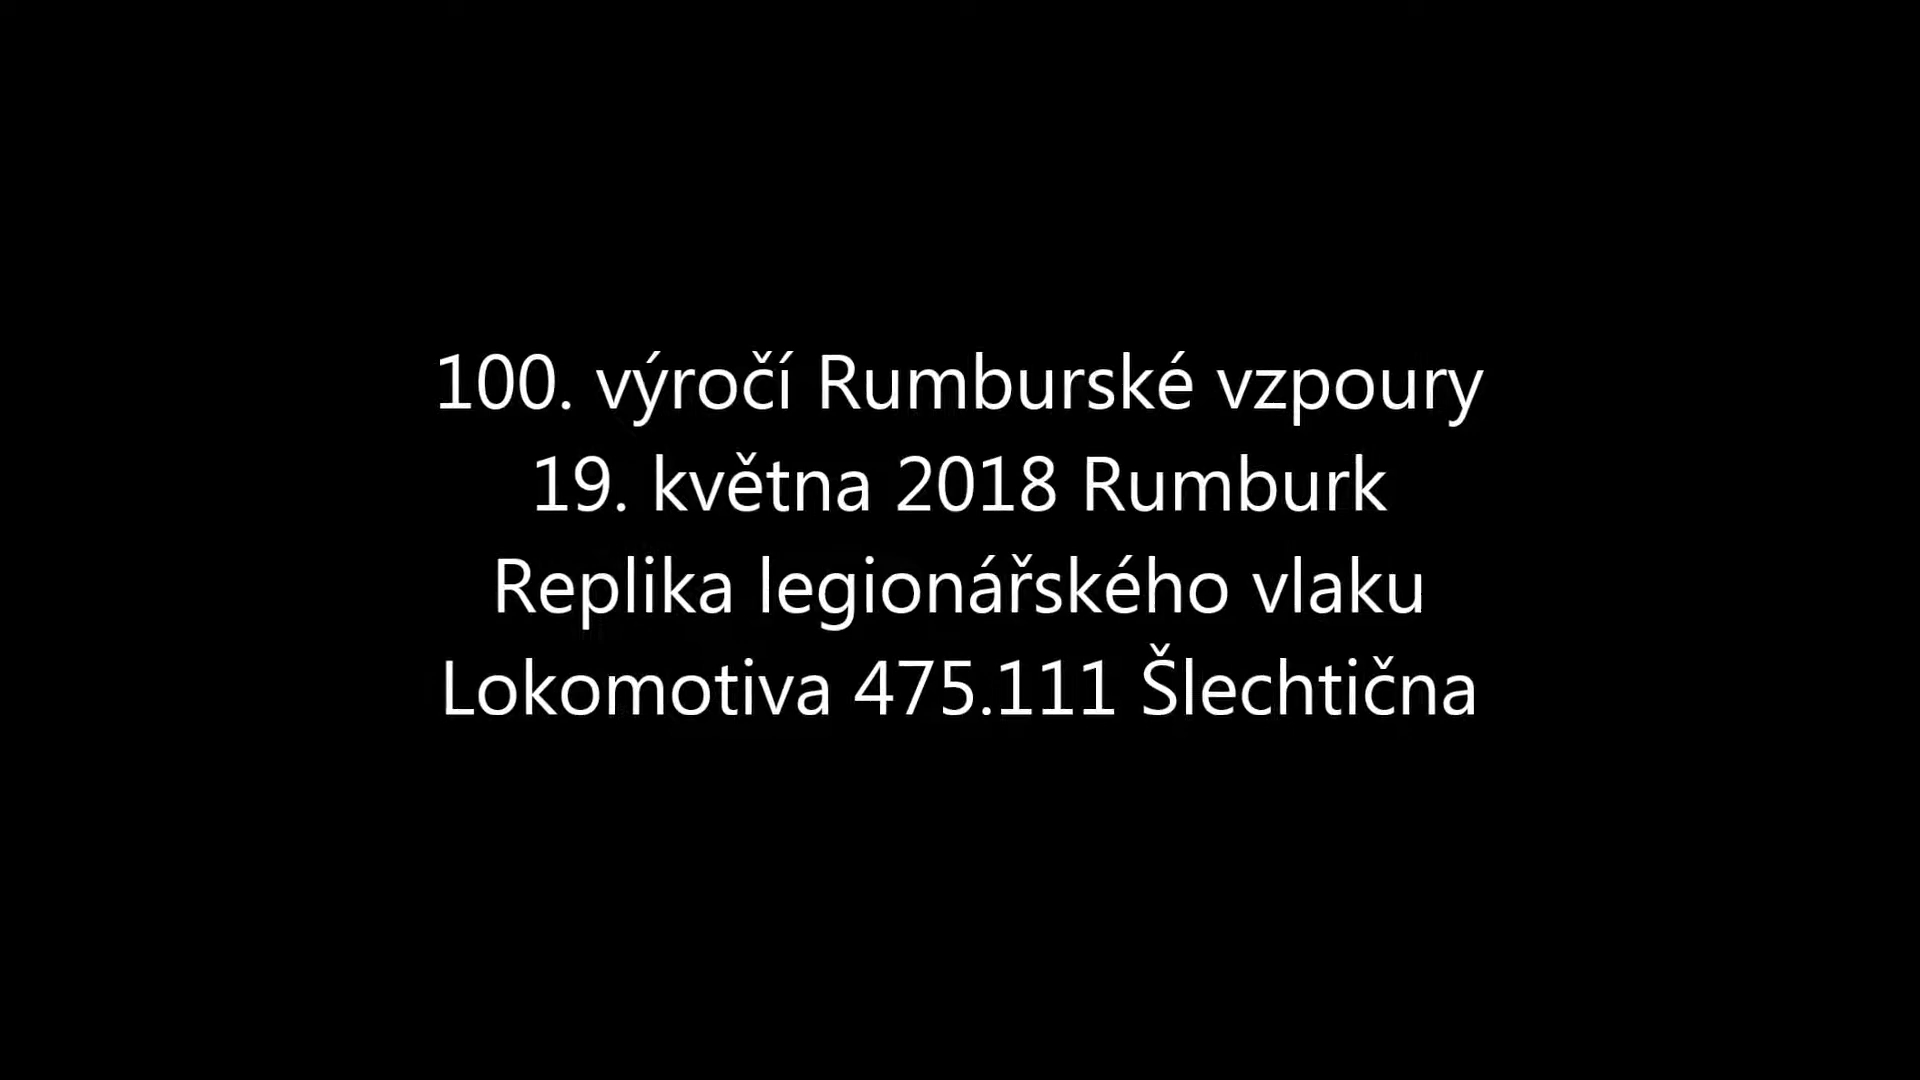 100. výročí Rumburské vzpoury
19. května 2018 Rumburk
Replika legionářského vlaku
Lokomotiva 475.111 Šlechtična